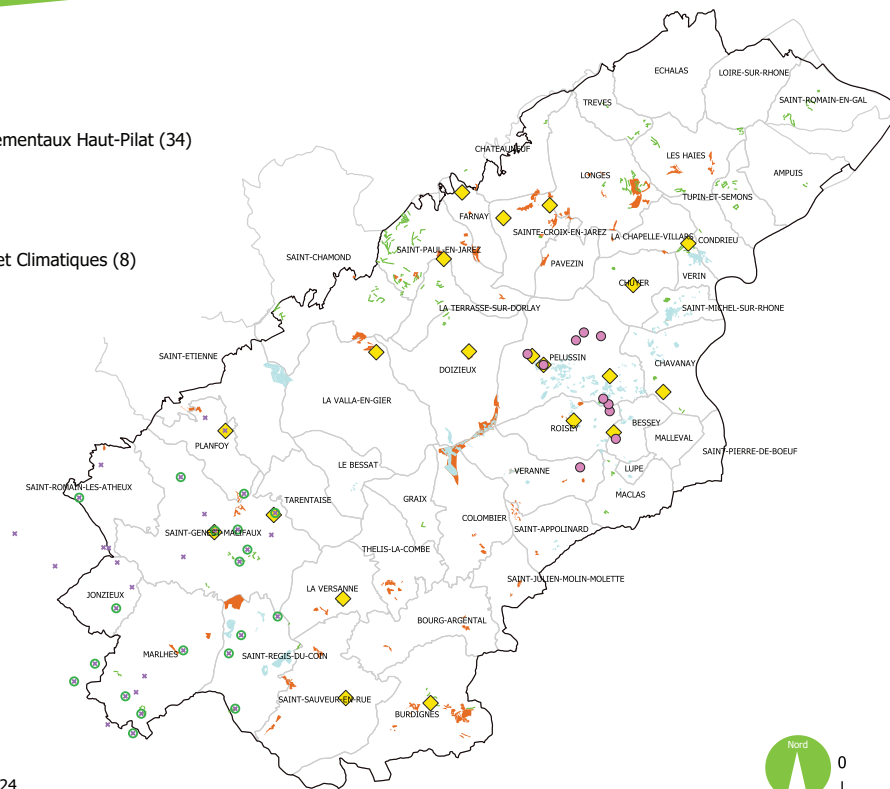 ECHALAS
LOIRE-SUR-RHONE
SAINT-ROMAIN-EN-GAL
TREVES
ementaux Haut-Pilat (34)
CHATEAUNEUF
LES HAIES
AMPUIS
LONGES
TUPIN-ET-SEMONS
FARNAY
SAINTE-CROIX-EN-JAREZ
LA CHAPELLE-VILLARS
CONDRIEU
SAINT-PAUL-EN-JAREZ
et Climatiques (8)
SAINT-CHAMOND
PAVEZIN
VERIN
CHUYER
LA TERRASSE-SUR-DORLAY
SAINT-MICHEL-SUR-RHONE
SAINT-ETIENNE
PELUSSIN
CHAVANAY
DOIZIEUX
LA VALLA-EN-GIER
ROISEY
BESSEY
MALLEVAL
PLANFOY
SAINT-PIERRE-DE-BOEUF
LE BESSAT
VERANNE
LUPE
SAINT-ROMAIN-LES-ATHEUX
MACLAS
TARENTAISE
GRAIX
COLOMBIER
SAINT-APPOLINARD
SAINT-GENEST-MALIFAUX
THELIS-LA-COMBE
SAINT-JULIEN-MOLIN-MOLETTE
LA VERSANNE
JONZIEUX
BOURG-ARGENTAL
MARLHES
SAINT-REGIS-DU-COIN
SAINT-SAUVEUR-EN-RUE
BURDIGNES
Nord
0
24